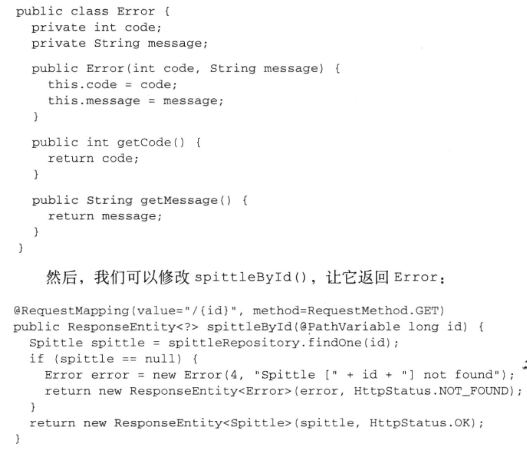 public class Error {
  private int code;
  private String message;
  public Error(int code, String message) {
    this.code = code;
    this.message = message;
  }
  public int getCode() {
    return code;
  }
  public String getMessage() {
    return message;
  }
}
然后，我们可以修改 spittleById()，让它返回 Error：
@RequestMapping(value="/{id}", method=RequestMethod.GET)
public ResponseEntity<?> spittleById(@PathVariable long id) {
  Spittle spittle = spittleRepository.findOne(id);
  if (spittle == null) {
    Error error = new Error(4, "Spittle [" + id + "] not found");
    return new ResponseEntity<Error>(error, HttpStatus.NOT_FOUND);
  }
  return new ResponseEntity<Spittle>(spittle, HttpStatus.OK);
}